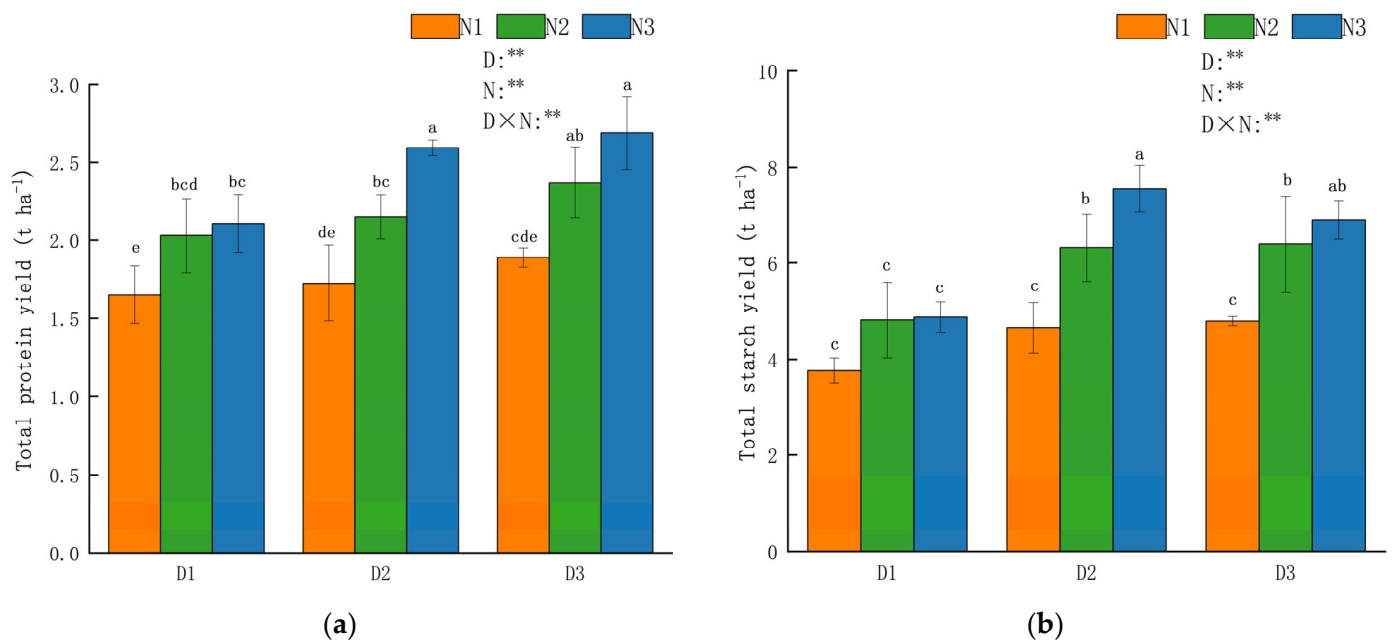 N1 N2 N3
D:**
N:**
D×N:**
Total protein yield (t ha⁻¹)
3.0
2.5
2.0
1.5
1.0
0.5
0.0
e
bcd
bc
de
bc
a
cde
ab
a
D1 D2 D3
(a)
N1 N2 N3
D:**
N:**
D×N:**
Total starch yield (t ha⁻¹)
10
8
6
4
2
0
c
c
c
c
b
a
c
b
ab
D1 D2 D3
(b)